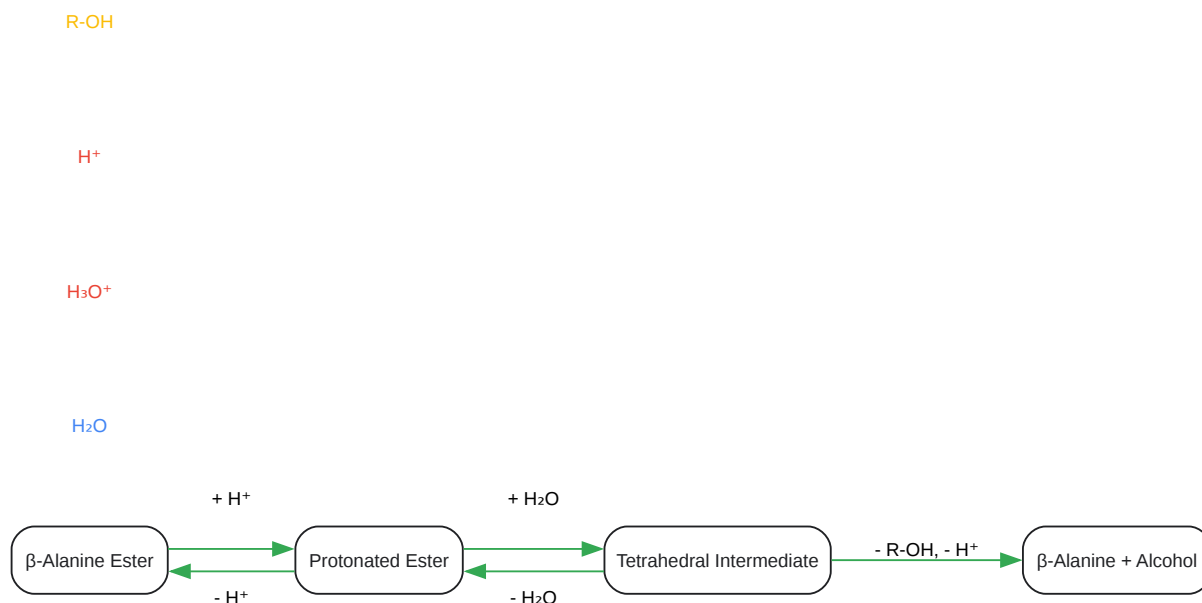 R-OH
H⁺
H₃O⁺
H₂O
+ H⁺
+ H₂O
β-Alanine Ester
Protonated Ester
Tetrahedral Intermediate
- R-OH, - H⁺
β-Alanine + Alcohol
- H⁺
- H₂O